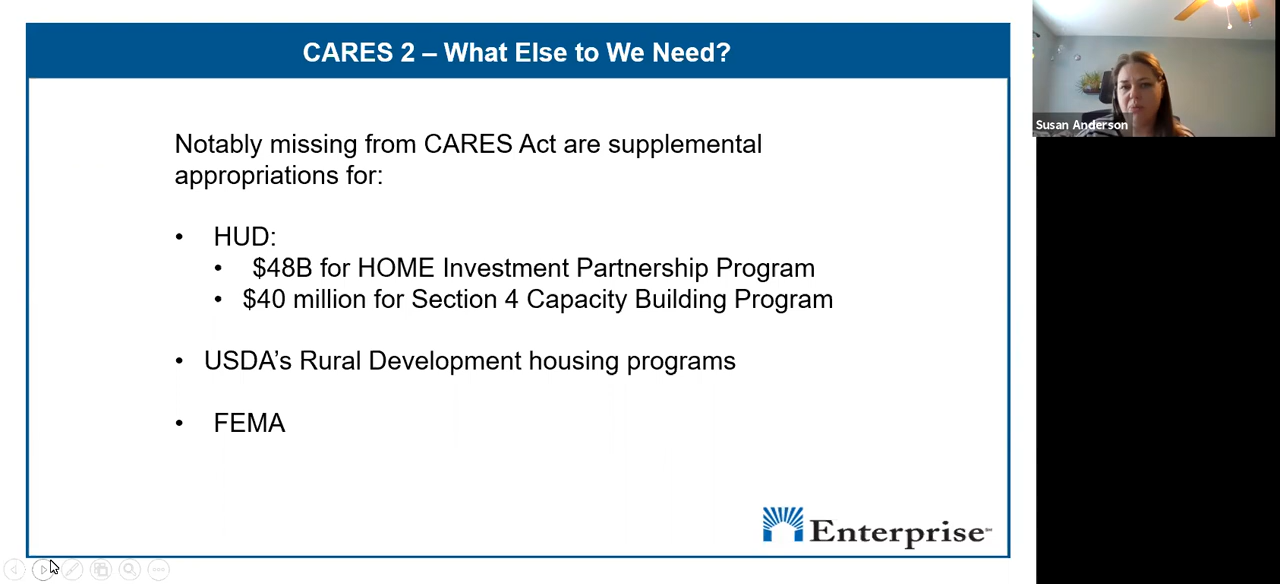 CARES 2 – What Else to We Need?
Notably missing from CARES Act are supplemental
appropriations for:
• HUD:
• $48B for HOME Investment Partnership Program
• $40 million for Section 4 Capacity Building Program
• USDA’s Rural Development housing programs
• FEMA
Enterprise
Susan Anderson